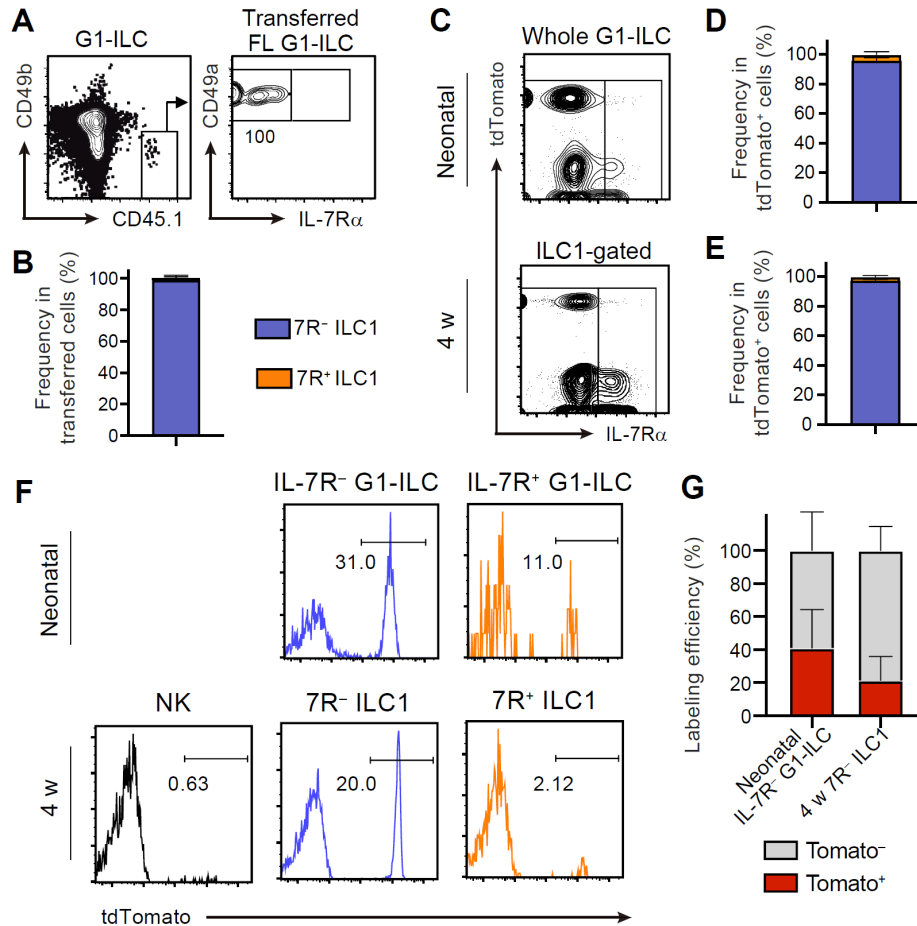 A
G1-ILC
CD49b
CD45.1
Transferred
FL G1-ILC
CD49a
100
IL-7Rα
B
Frequency in
transferred cells (%)
100
80
60
40
20
0
7R⁻ ILC1
7R⁺ ILC1
C
Whole G1-ILC
Neonatal
tdTomato
ILC1-gated
4 w
IL-7Rα
D
Frequency in
tdTomato⁺ cells (%)
100
80
60
40
20
0
E
Frequency in
tdTomato⁺ cells (%)
100
80
60
40
20
0
F
IL-7R⁻ G1-ILC
IL-7R⁺ G1-ILC
Neonatal
31.0
11.0
NK
7R⁻ ILC1
7R⁺ ILC1
4 w
0.63
20.0
2.12
tdTomato
G
Labeling efficiency (%)
100
80
60
40
20
0
Neonatal
IL-7R⁻ G1-ILC
4 w 7R⁻ ILC1
Tomato⁻
Tomato⁺